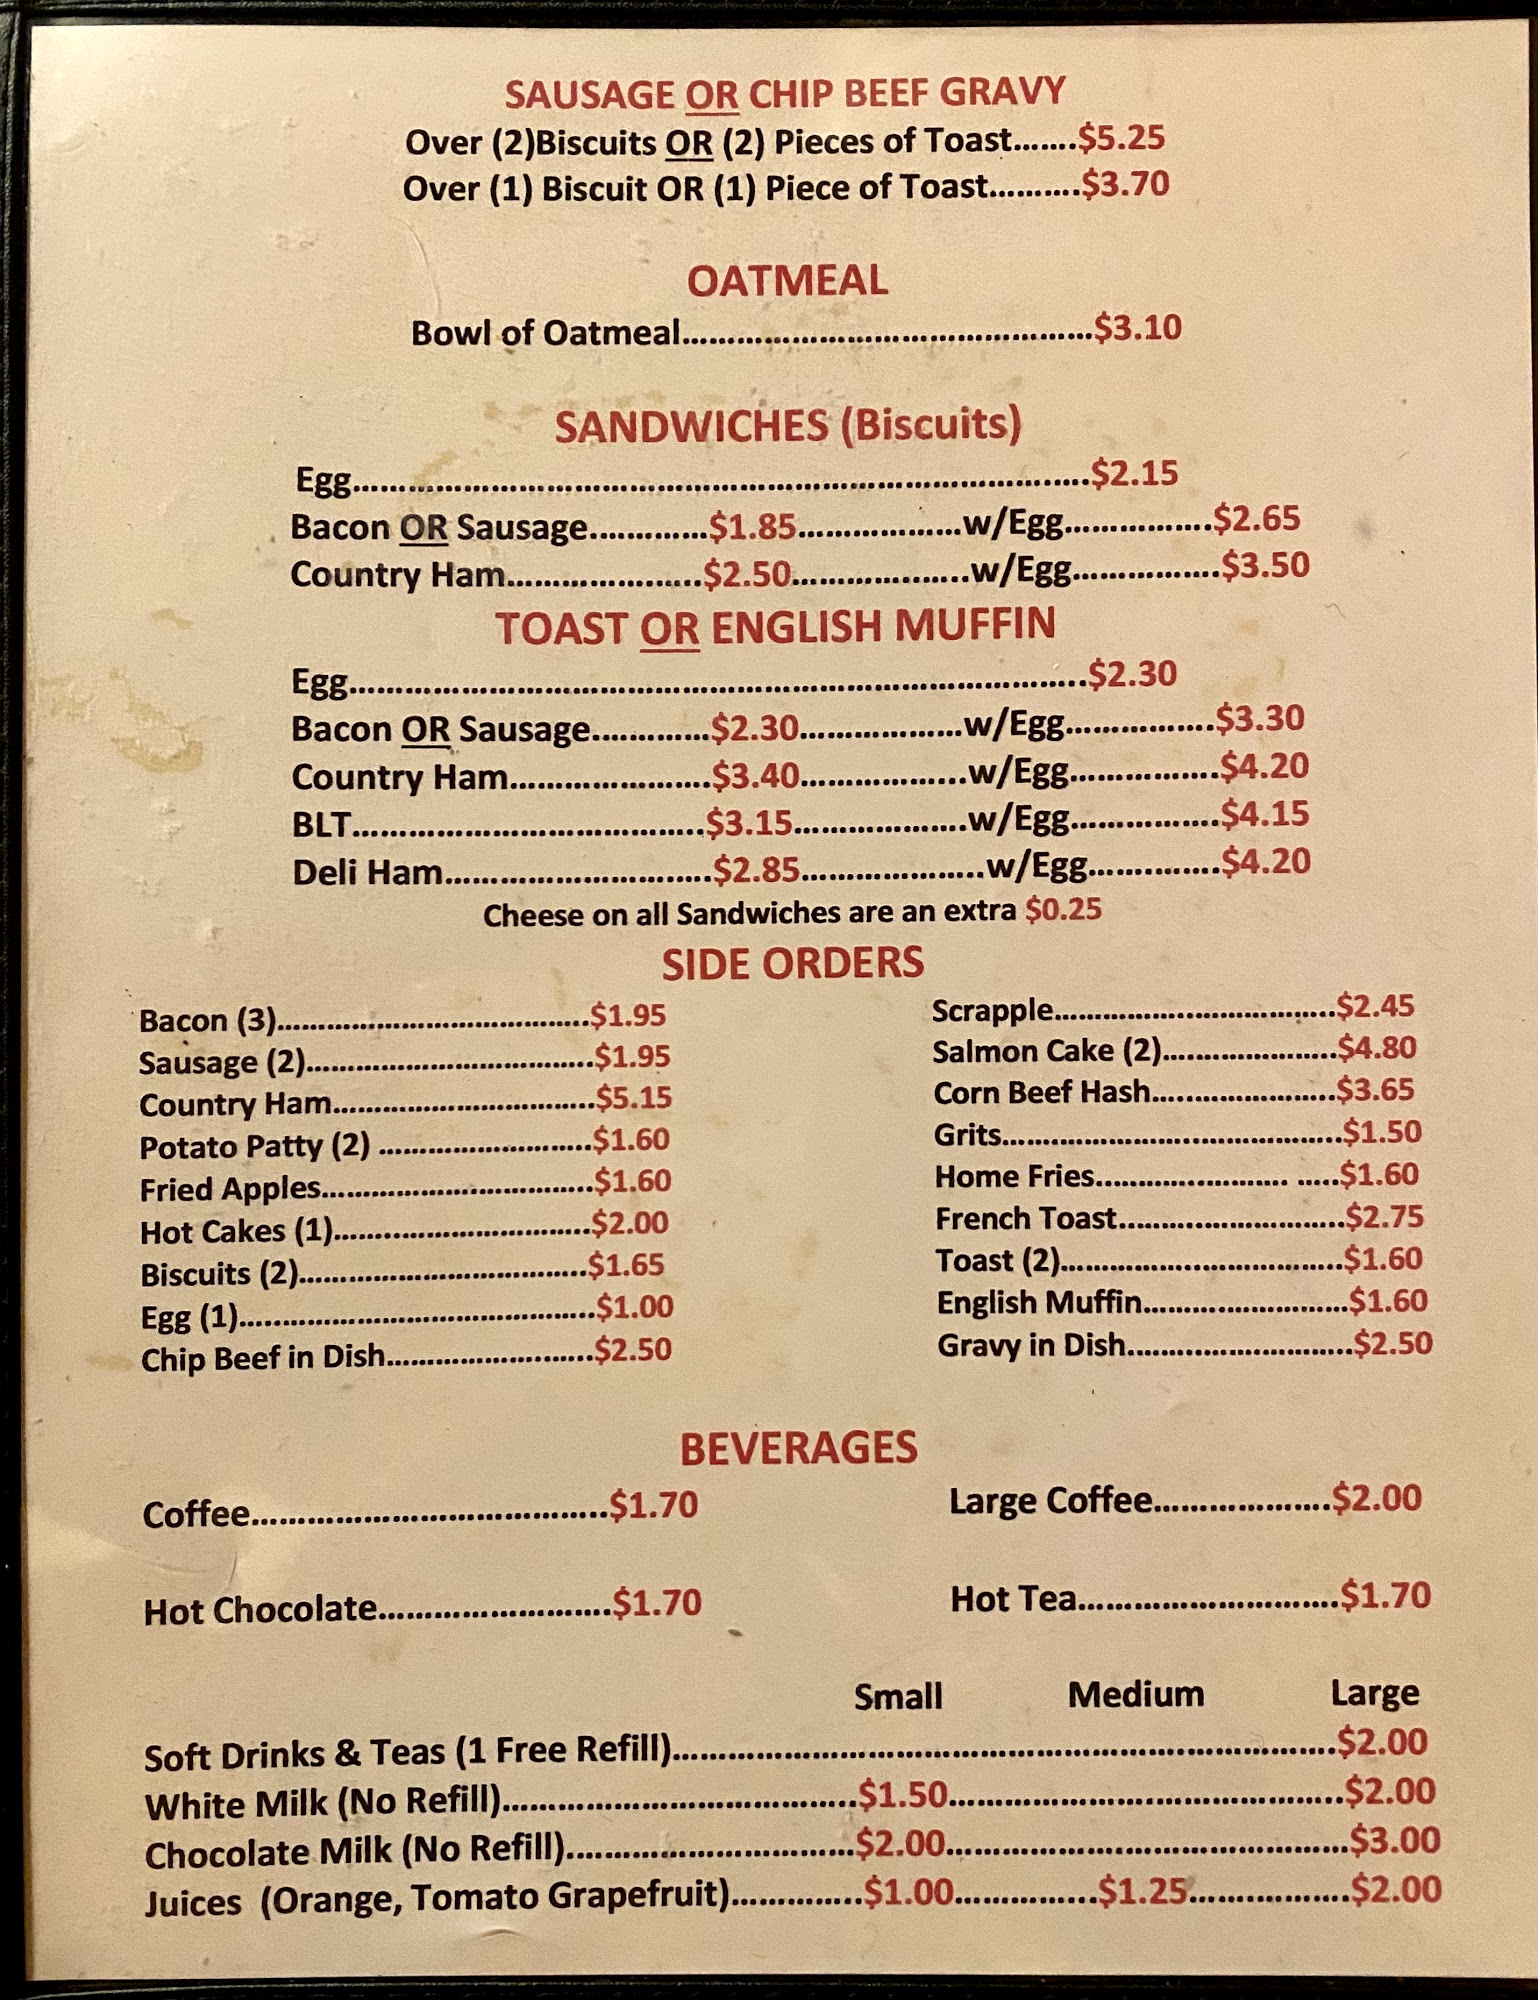 SAUSAGE OR CHIP BEEF GRAVY
Over (2)Biscuits OR (2) Pieces of Toast.......$5.25
Over (1) Biscuit OR (1) Piece of Toast..........$3.70
OATMEAL
Bowl of Oatmeal.............................................$3.10
SANDWICHES (Biscuits)
Egg................................................................................$2.15
Bacon OR Sausage.............$1.85..................w/Egg................$2.65
Country Ham.....................$2.50...................w/Egg................$3.50
TOAST OR ENGLISH MUFFIN
Egg................................................................................$2.30
Bacon OR Sausage.............$2.30..................w/Egg................$3.30
Country Ham......................$3.40..................w/Egg................$4.20
BLT......................................$3.15...................w/Egg................$4.15
Deli Ham.............................$2.85....................w/Egg..............$4.20
Cheese on all Sandwiches are an extra $0.25
SIDE ORDERS
Bacon (3)......................................$1.95 Scrapple..................................$2.45
Sausage (2)...................................$1.95 Salmon Cake (2).....................$4.80
Country Ham................................$5.15 Corn Beef Hash......................$3.65
Potato Patty (2) ..........................$1.60 Grits.........................................$1.50
Fried Apples.................................$1.60 Home Fries....................... .....$1.60
Hot Cakes (1)...............................$2.00 French Toast...........................$2.75
Biscuits (2)...................................$1.65 Toast (2)..................................$1.60
Egg (1)...........................................$1.00 English Muffin.........................$1.60
Chip Beef in Dish.........................$2.50 Gravy in Dish...........................$2.50
BEVERAGES
Coffee......................................$1.70 Large Coffee...................$2.00
Hot Chocolate.........................$1.70 Hot Tea............................$1.70
Small Medium Large
Soft Drinks & Teas (1 Free Refill).......................................................................$2.00
White Milk (No Refill)......................................$1.50..........................................$2.00
Chocolate Milk (No Refill)...............................$2.00...........................................$3.00
Juices (Orange, Tomato Grapefruit)..............$1.00...............$1.25.................$2.00